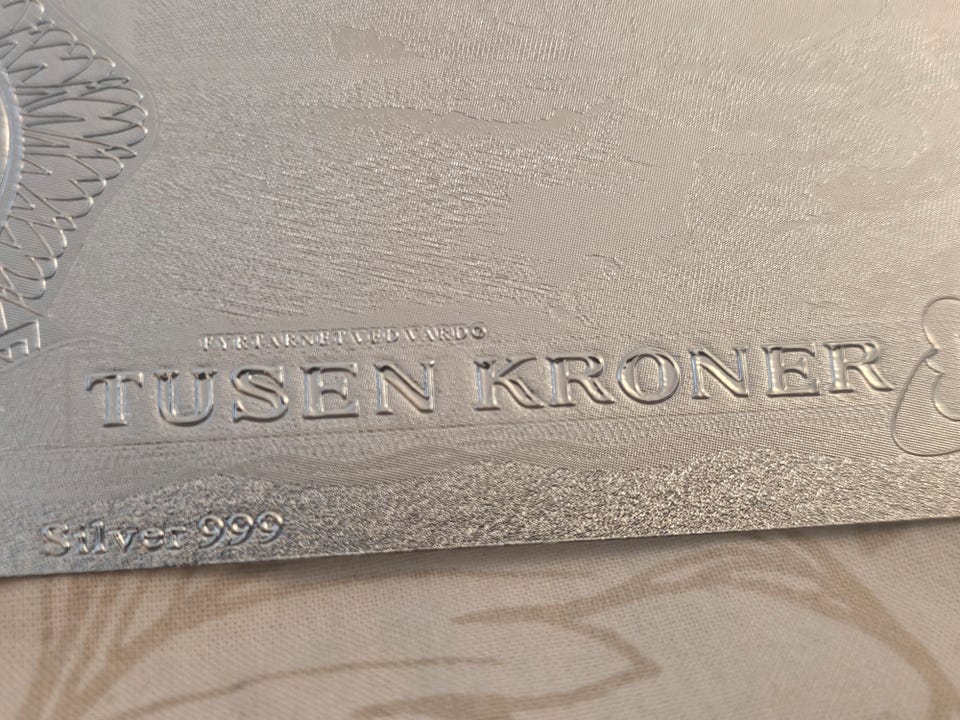 FYRTÅRNET VED VARDØ
TUSEN KRONER
Silver 999